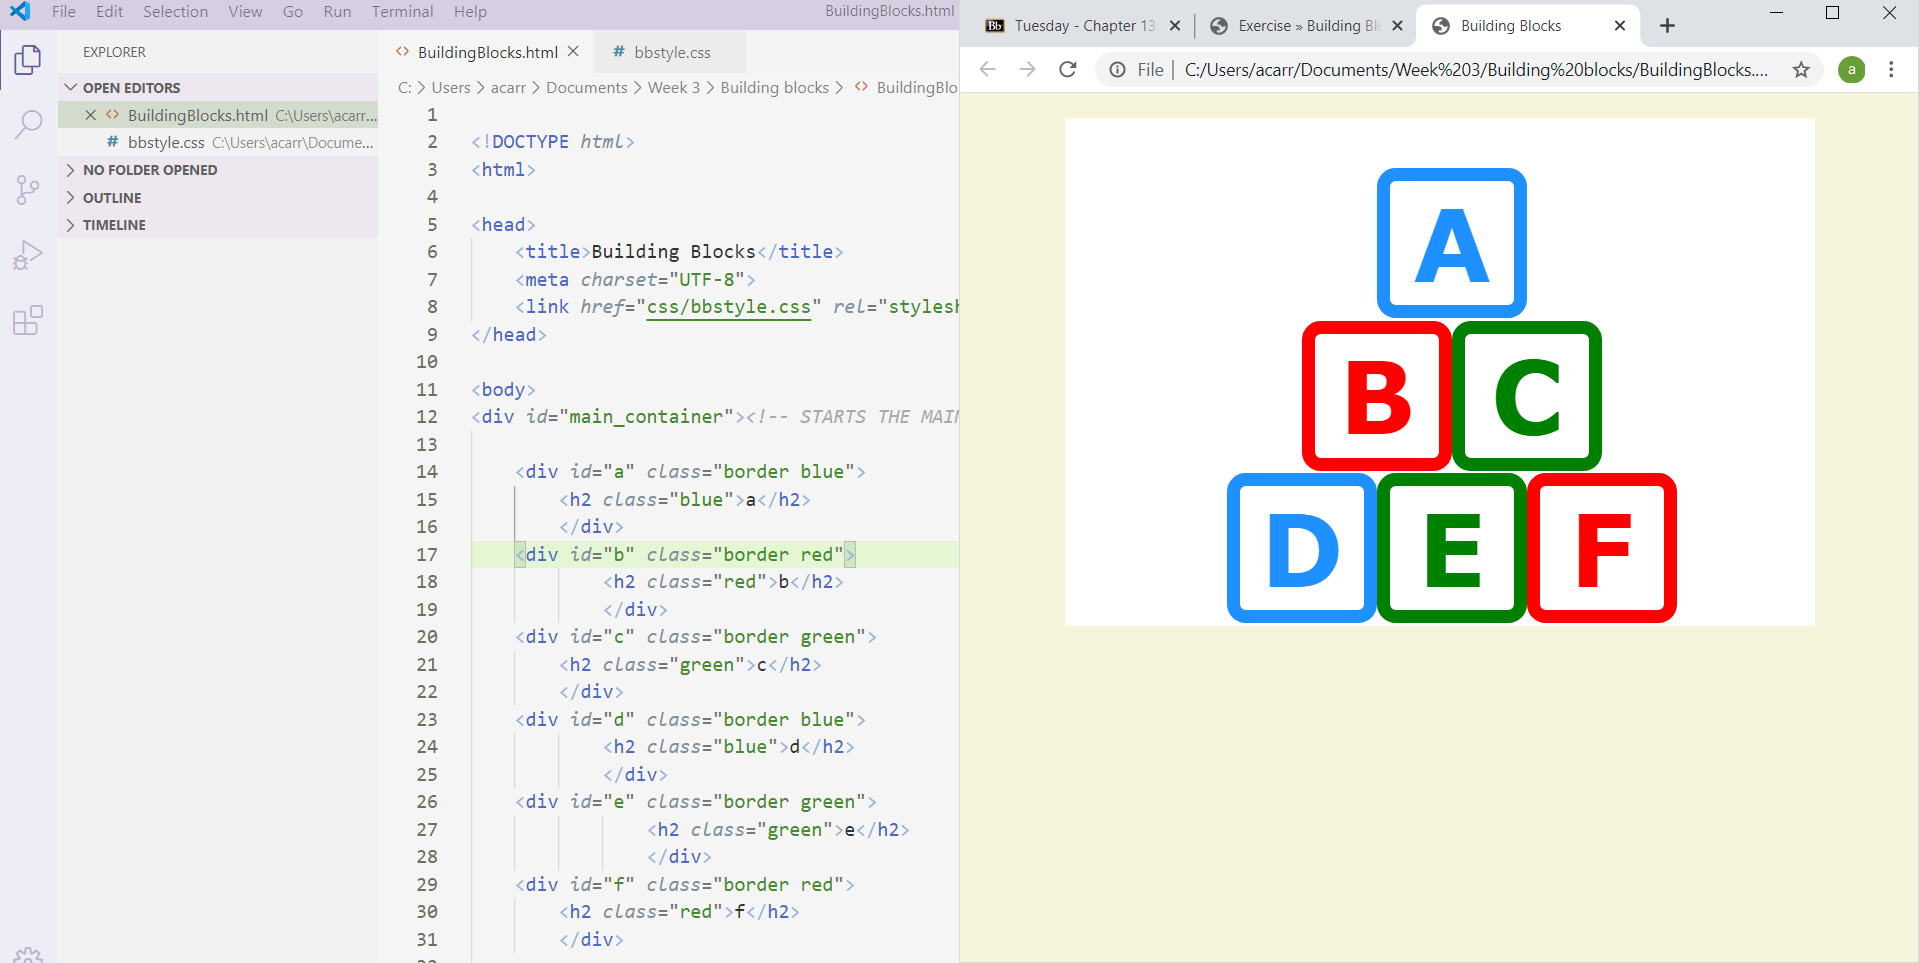 File Edit Selection View Go Run Terminal Help BuildingBlocks.html
EXPLORER
OPEN EDITORS
BuildingBlocks.html C:\Users\acarr...
bbstyle.css C:\Users\acarr\Docume...
NO FOLDER OPENED
OUTLINE
TIMELINE
BuildingBlocks.html bbstyle.css
C: > Users > acarr > Documents > Week 3 > Building blocks > BuildingBlo
1
2 <!DOCTYPE html>
3 <html>
4
5 <head>
6 <title>Building Blocks</title>
7 <meta charset="UTF-8">
8 <link href="css/bbstyle.css" rel="stylesh
9 </head>
10
11 <body>
12 <div id="main_container"><!-- STARTS THE MAIN
13
14 <div id="a" class="border blue">
15 <h2 class="blue">a</h2>
16 </div>
17 <div id="b" class="border red">
18 <h2 class="red">b</h2>
19 </div>
20 <div id="c" class="border green">
21 <h2 class="green">c</h2>
22 </div>
23 <div id="d" class="border blue">
24 <h2 class="blue">d</h2>
25 </div>
26 <div id="e" class="border green">
27 <h2 class="green">e</h2>
28 </div>
29 <div id="f" class="border red">
30 <h2 class="red">f</h2>
31 </div>
Bb Tuesday - Chapter 13 Exercise » Building Bl Building Blocks
File | C:/Users/acarr/Documents/Week%203/Building%20blocks/BuildingBlocks.... a
A
B C
D E F